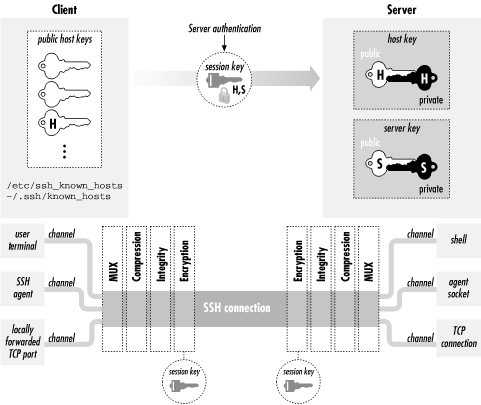 Client
Server
public host keys
H
/etc/ssh_known_hosts
~/.ssh/known_hosts
Server authentication
session key
H,S
host key
public
H
H
private
server key
public
S
S
private
user terminal
channel
SSH agent
channel
locally forwarded TCP port
channel
MUX
Compression
Integrity
Encryption
SSH connection
Encryption
Integrity
Compression
MUX
channel
shell
channel
agent socket
channel
TCP connection
session key
session key